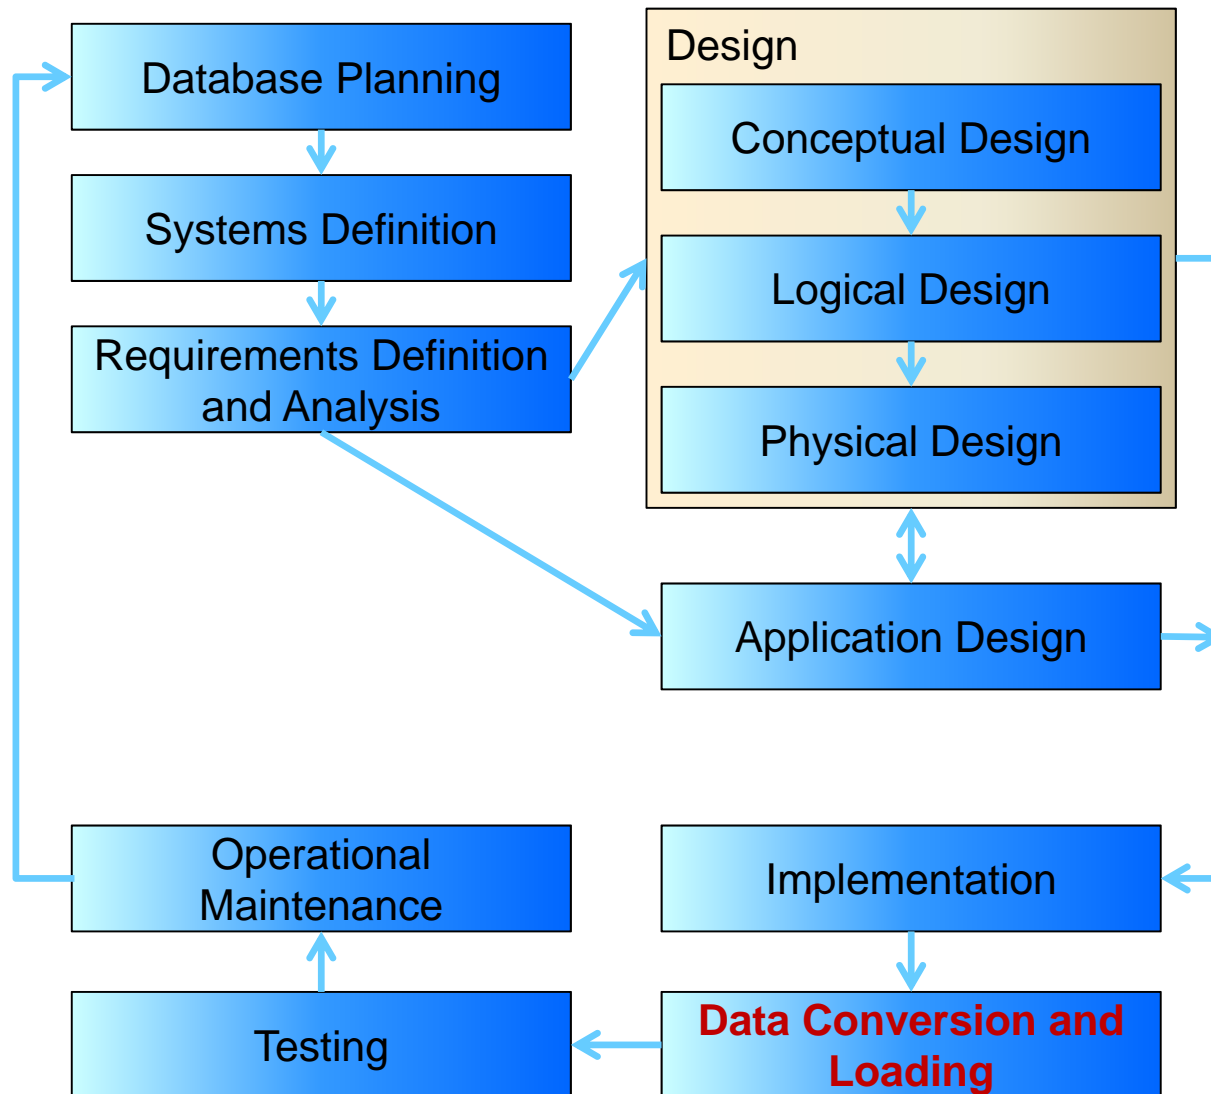 Database Planning
Systems Definition
Requirements Definition
and Analysis
Design
Conceptual Design
Logical Design
Physical Design
Application Design
Operational
Maintenance
Implementation
Testing
Data Conversion and
Loading